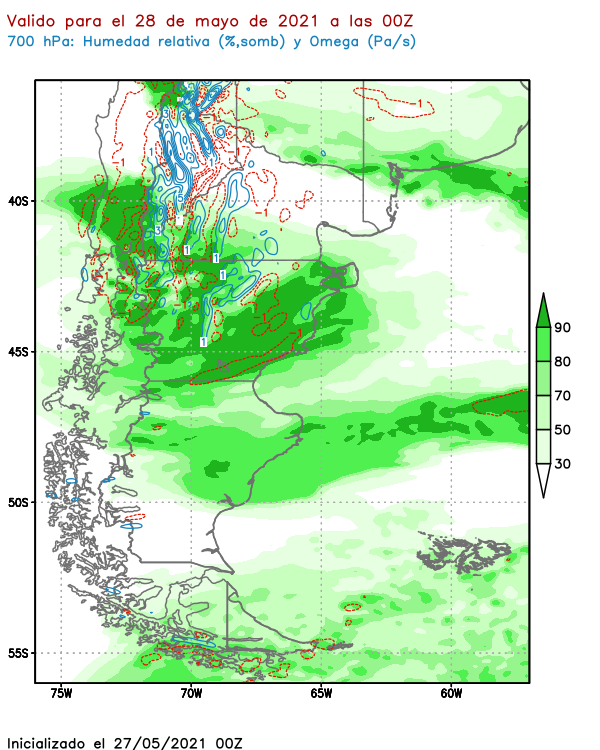 Valido para el 28 de mayo de 2021 a las 00Z
700 hPa: Humedad relativa (%,somb) y Omega (Pa/s)
40S
45S
50S
55S
75W
70W
65W
60W
90
80
70
50
30
-1
-1
-1
-1
-1
1
3
5
3
1
1
1
1
Inicializado el 27/05/2021 00Z